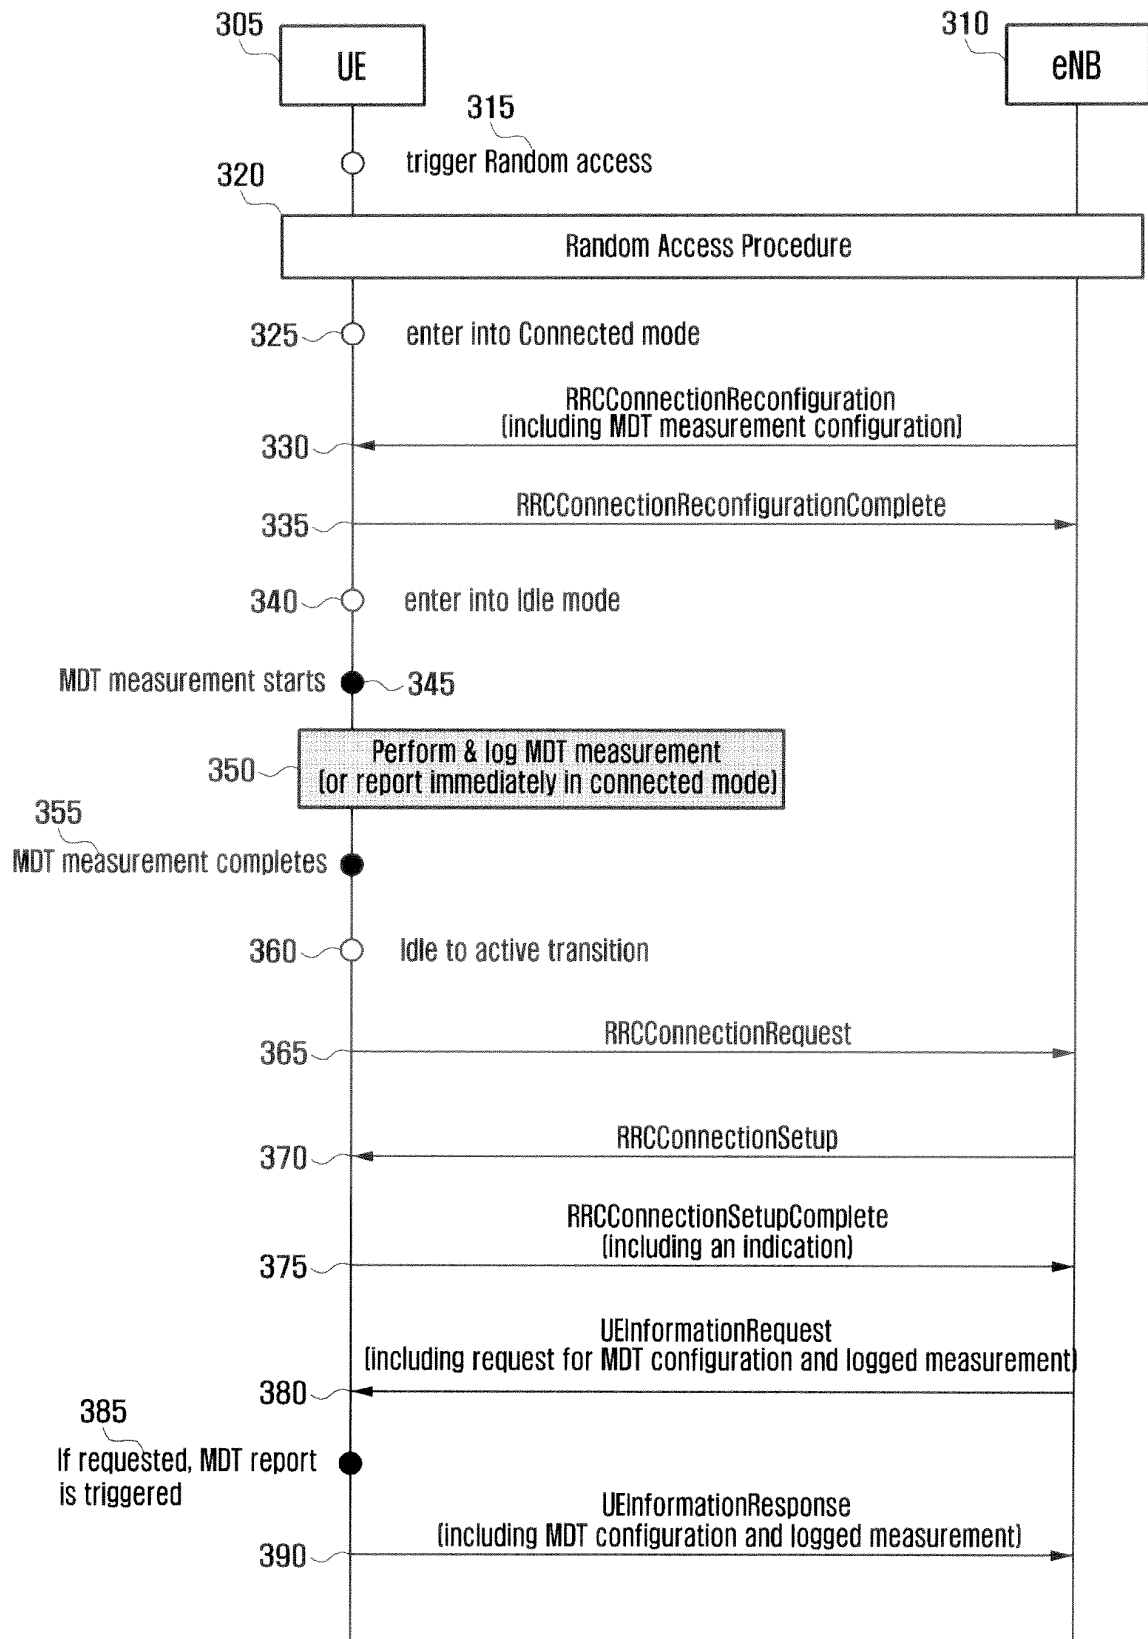 305
310
UE
eNB
315
trigger Random access
320
Random Access Procedure
325
enter into Connected mode
RRCConnectionReconfiguration
(including MDT measurement configuration)
330
RRCConnectionReconfigurationComplete
335
340
enter into Idle mode
MDT measurement starts
345
Perform & log MDT measurement
(or report immediately in connected mode)
350
355
MDT measurement completes
360
Idle to active transition
RRCConnectionRequest
365
RRCConnectionSetup
370
RRCConnectionSetupComplete
(including an indication)
375
UEInformationRequest
(including request for MDT configuration and logged measurement)
380
385
If requested, MDT report
is triggered
UEInformationResponse
(including MDT configuration and logged measurement)
390